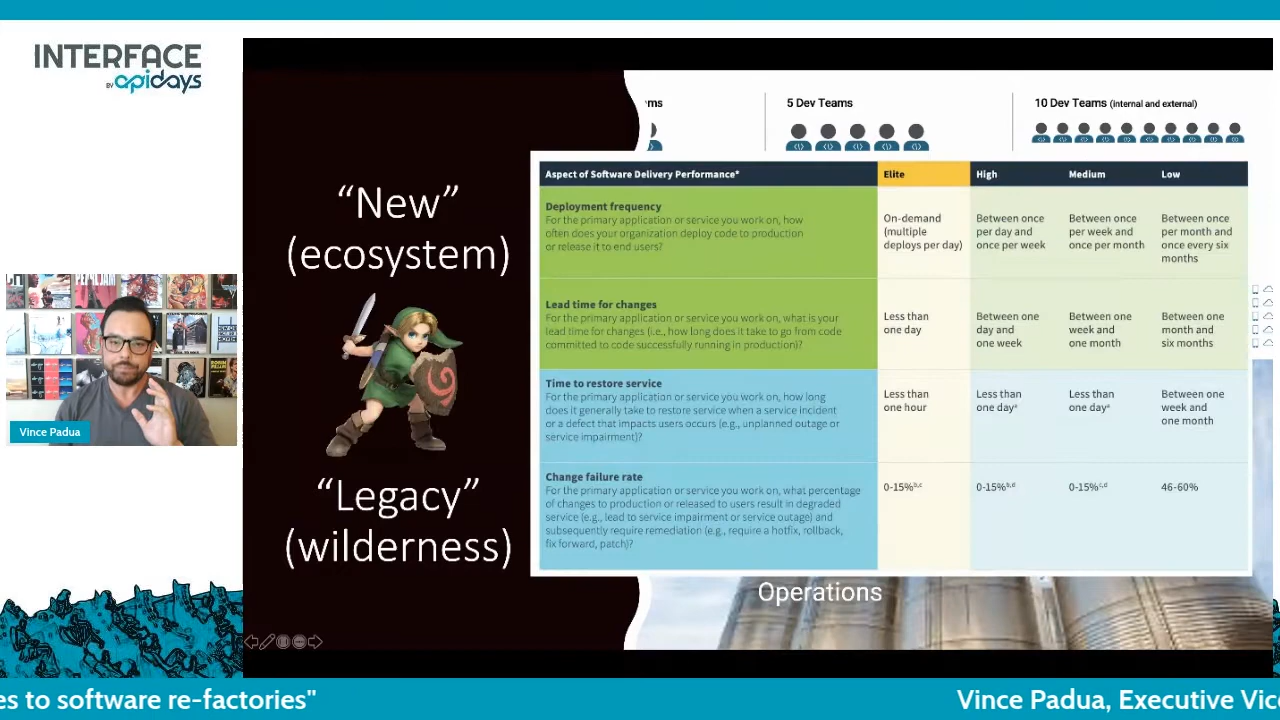 INTERFACE
BY apidays
Vince Padua
"New"
(ecosystem)
"Legacy"
(wilderness)
ms
5 Dev Teams
10 Dev Teams (internal and external)
Aspect of Software Delivery Performance*
Elite
High
Medium
Low
Deployment frequency
For the primary application or service you work on, how
often does your organization deploy code to production
or release it to end users?
On-demand
(multiple
deploys per day)
Between once
per day and
once per week
Between once
per week and
once per month
Between once
per month and
once every six
months
Lead time for changes
For the primary application or service you work on, what is your
lead time for changes (i.e., how long does it take to go from code
committed to code successfully running in production)?
Less than
one day
Between one
day and
one week
Between one
week and
one month
Between one
month and
six months
Time to restore service
For the primary application or service you work on, how long
does it generally take to restore service when a service incident
or a defect that impacts users occurs (e.g., unplanned outage or
service impairment)?
Less than
one hour
Less than
one dayᵃ
Less than
one dayᵃ
Between one
week and
one month
Change failure rate
For the primary application or service you work on, what percentage
of changes to production or released to users result in degraded
service (e.g., lead to service impairment or service outage) and
subsequently require remediation (e.g., require a hotfix, rollback,
fix forward, patch)?
0-15%ᵇ,ᶜ
0-15%ᵇ,ᵈ
0-15%ᶜ,ᵈ
46-60%
Operations
es to software re-factories"
Vince Padua, Executive Vice